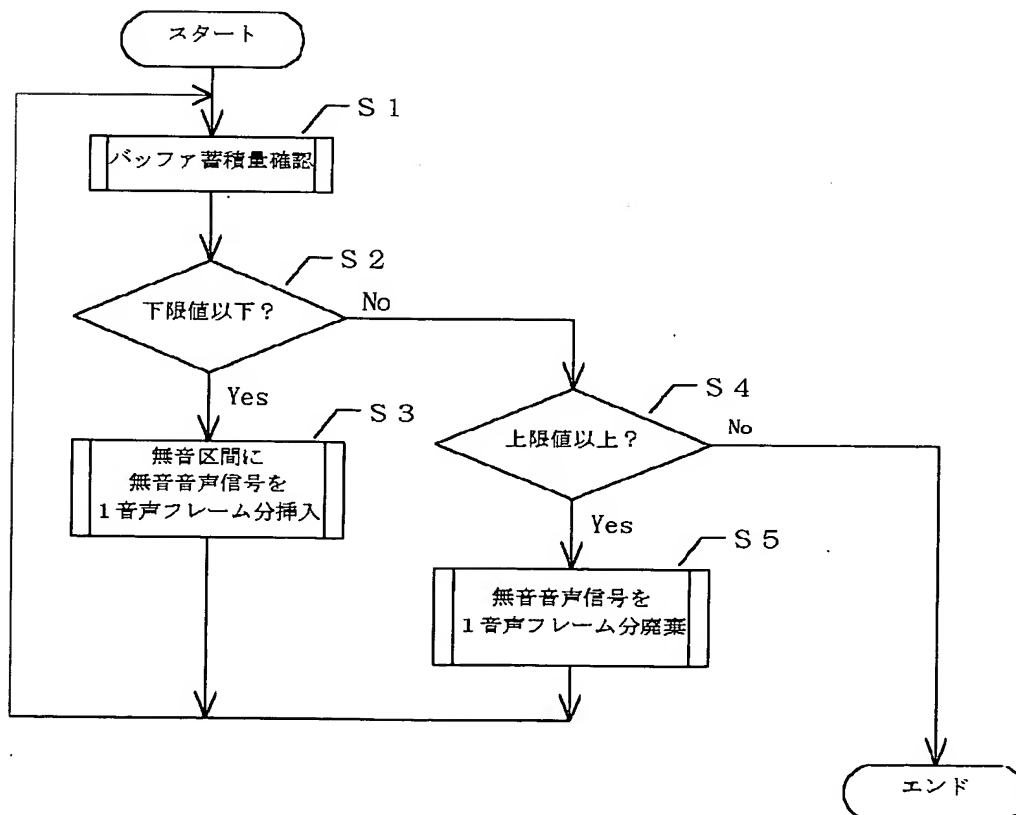 スタート
S1
バッファ蓄積量確認
S2
下限値以下？
No
Yes
S3
無音区間に
無音音声信号を
1音声フレーム分挿入
S4
上限値以上？
No
Yes
S5
無音音声信号を
1音声フレーム分廃棄
エンド